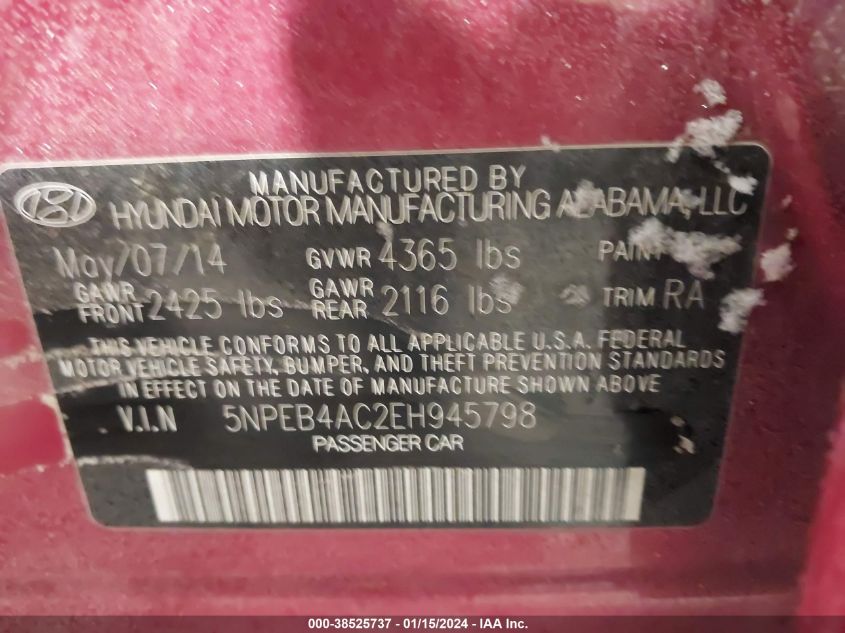 MANUFACTURED BY
HYUNDAI MOTOR MANUFACTURING ALABAMA, LLC
May/07/14 GVWR 4365 lbs PAINT
GAWR FRONT 2425 lbs GAWR REAR 2116 lbs TRIM RA
THIS VEHICLE CONFORMS TO ALL APPLICABLE U.S.A. FEDERAL
MOTOR VEHICLE SAFETY, BUMPER, AND THEFT PREVENTION STANDARDS
IN EFFECT ON THE DATE OF MANUFACTURE SHOWN ABOVE
V.I.N 5NPEB4AC2EH945798
PASSENGER CAR
000-38525737 - 01/15/2024 - IAA, Inc.